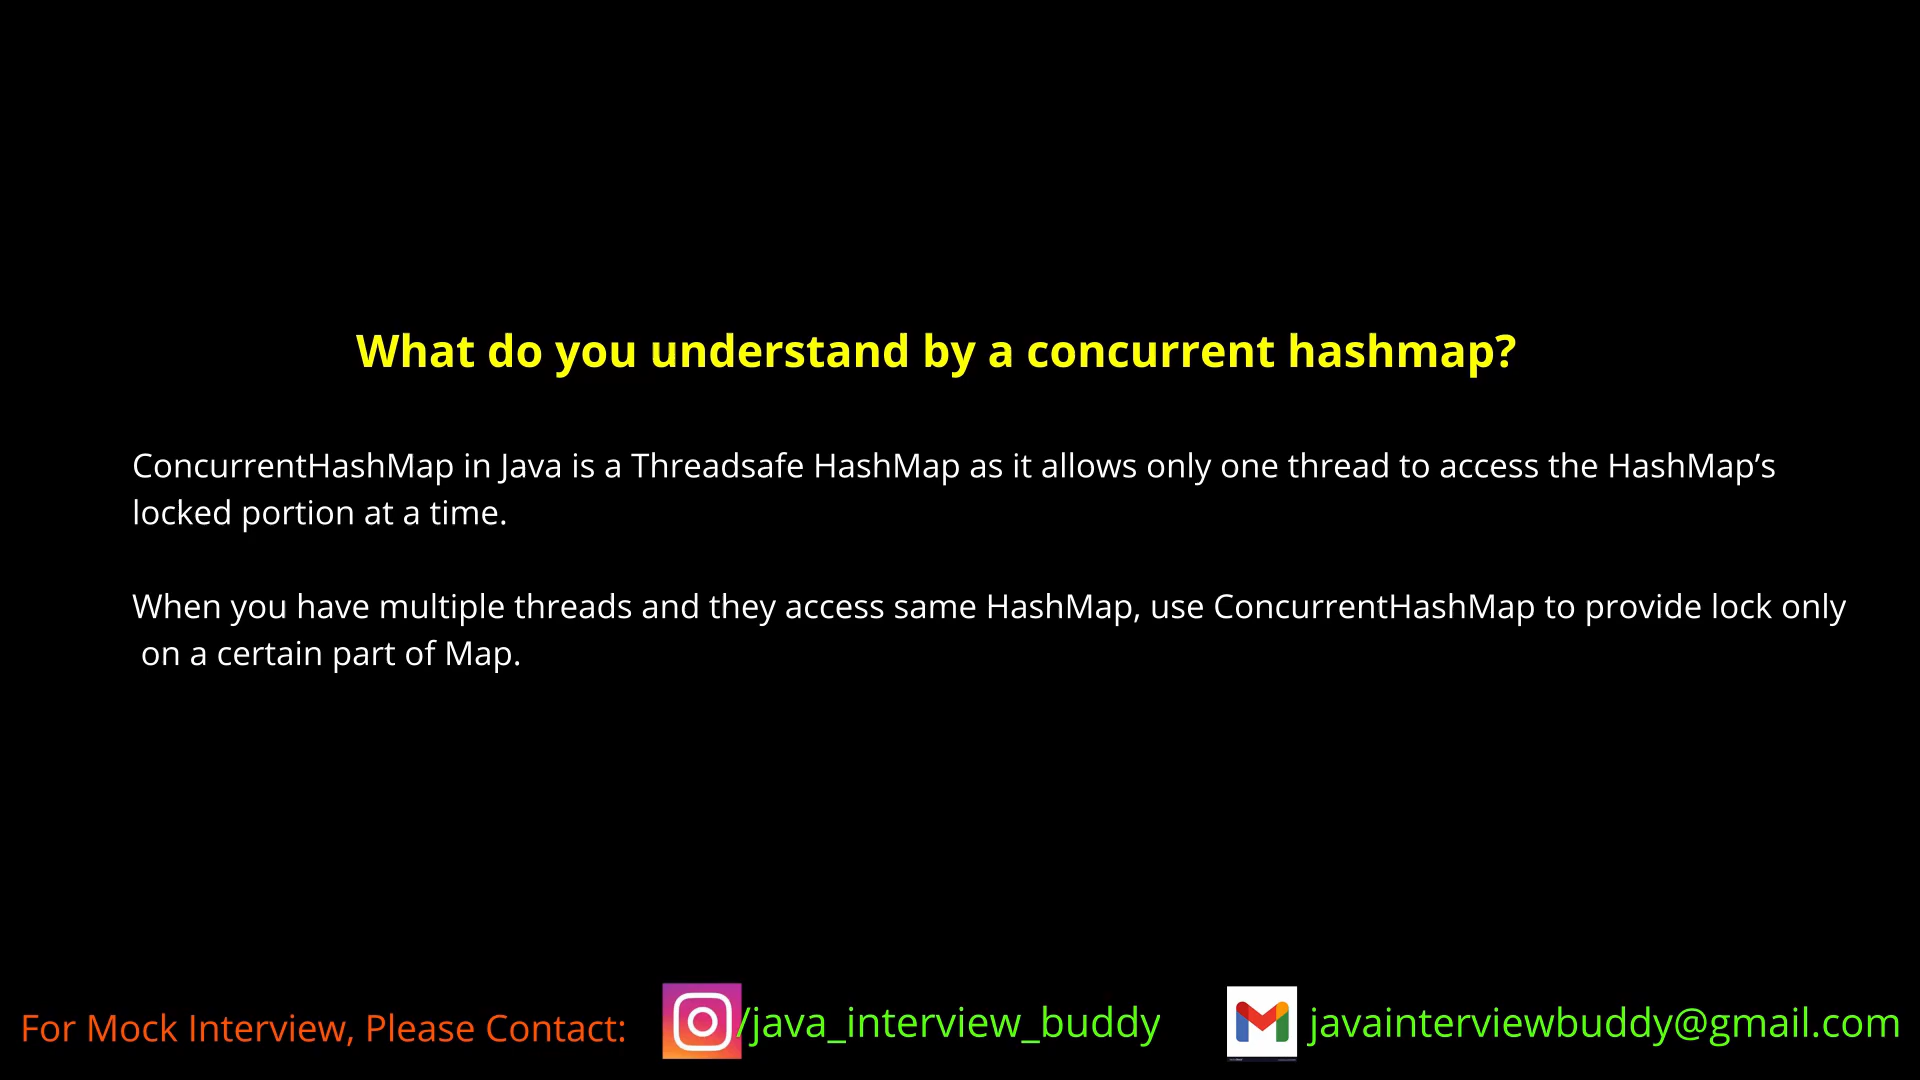 What do you understand by a concurrent hashmap?
ConcurrentHashMap in Java is a Threadsafe HashMap as it allows only one thread to access the HashMap’s
locked portion at a time.
When you have multiple threads and they access same HashMap, use ConcurrentHashMap to provide lock only
on a certain part of Map.
For Mock Interview, Please Contact: /java_interview_buddy javainterviewbuddy@gmail.com